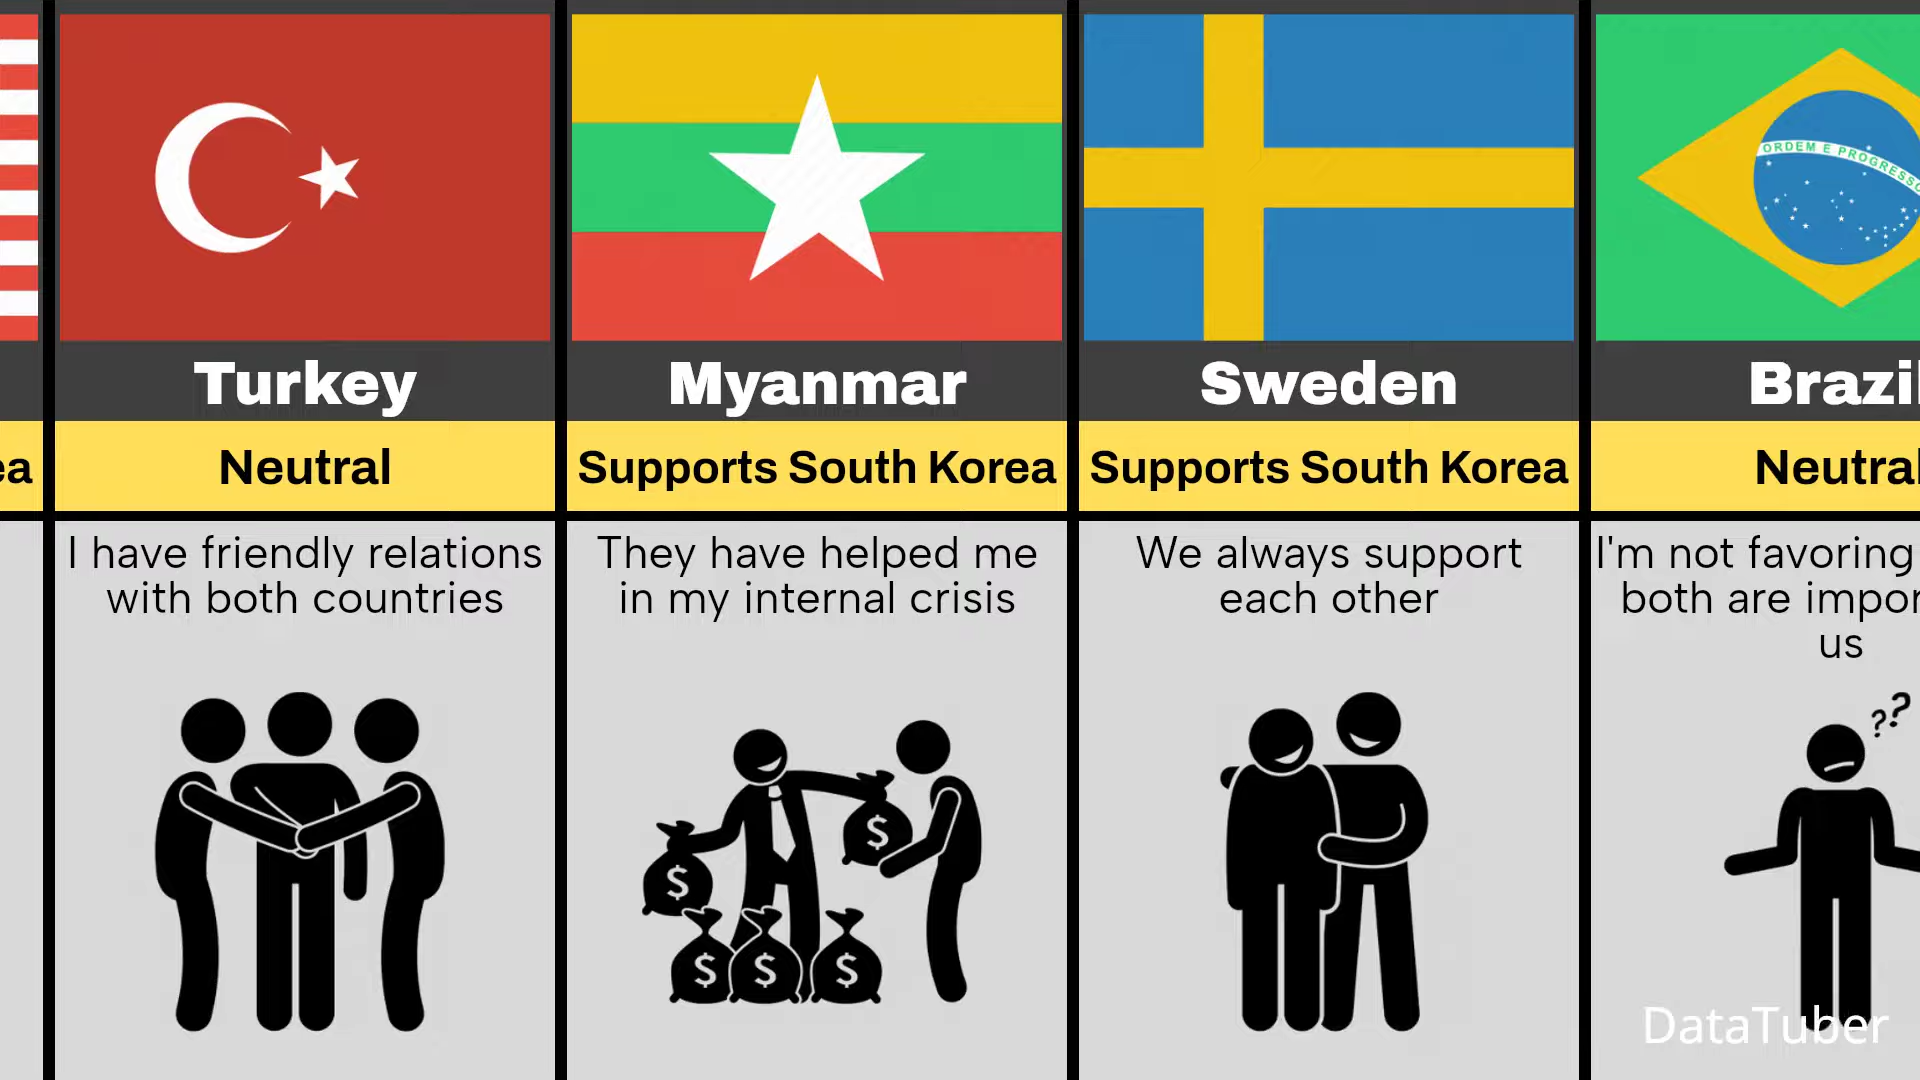 Turkey
Myanmar
Sweden
Brazil
ea
Neutral
Supports South Korea
Supports South Korea
Neutral
I have friendly relations
with both countries
They have helped me
in my internal crisis
We always support
each other
I'm not favoring
both are impor
us
ORDEM E PROGRESSO
??
$
$
$
$
$
DataTuber